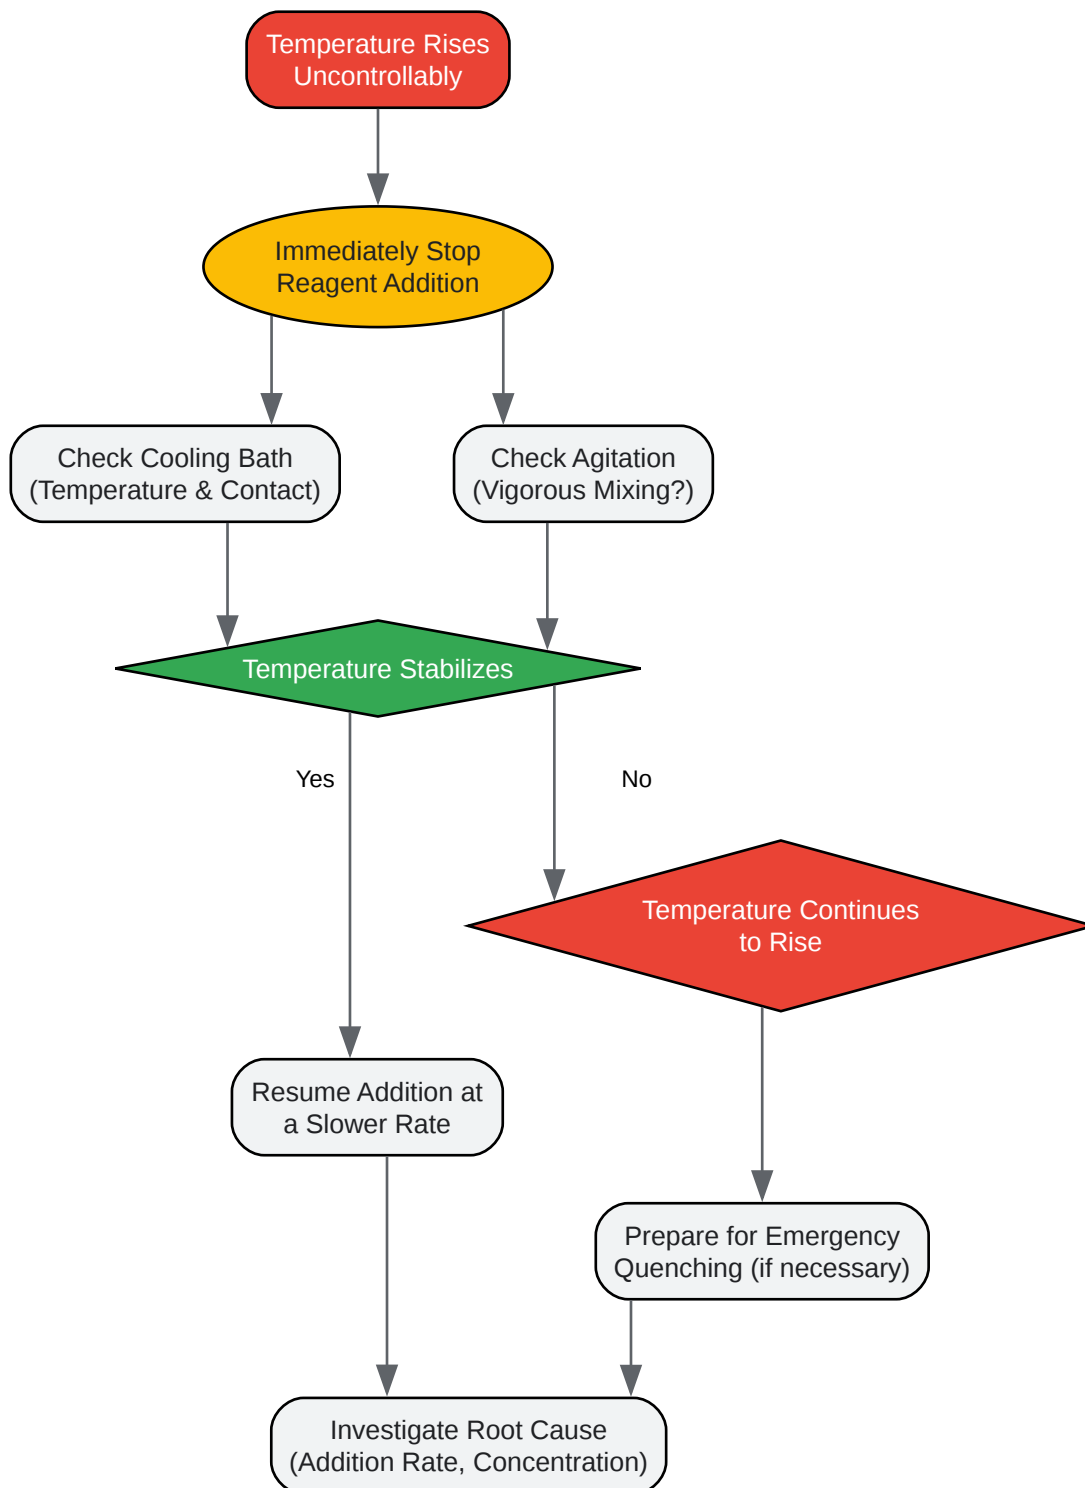 Temperature Rises
Uncontrollably
Immediately Stop
Reagent Addition
Check Cooling Bath
(Temperature & Contact)
Check Agitation
(Vigorous Mixing?)
Temperature Stabilizes
Yes
No
Temperature Continues
to Rise
Resume Addition at
a Slower Rate
Prepare for Emergency
Quenching (if necessary)
Investigate Root Cause
(Addition Rate, Concentration)